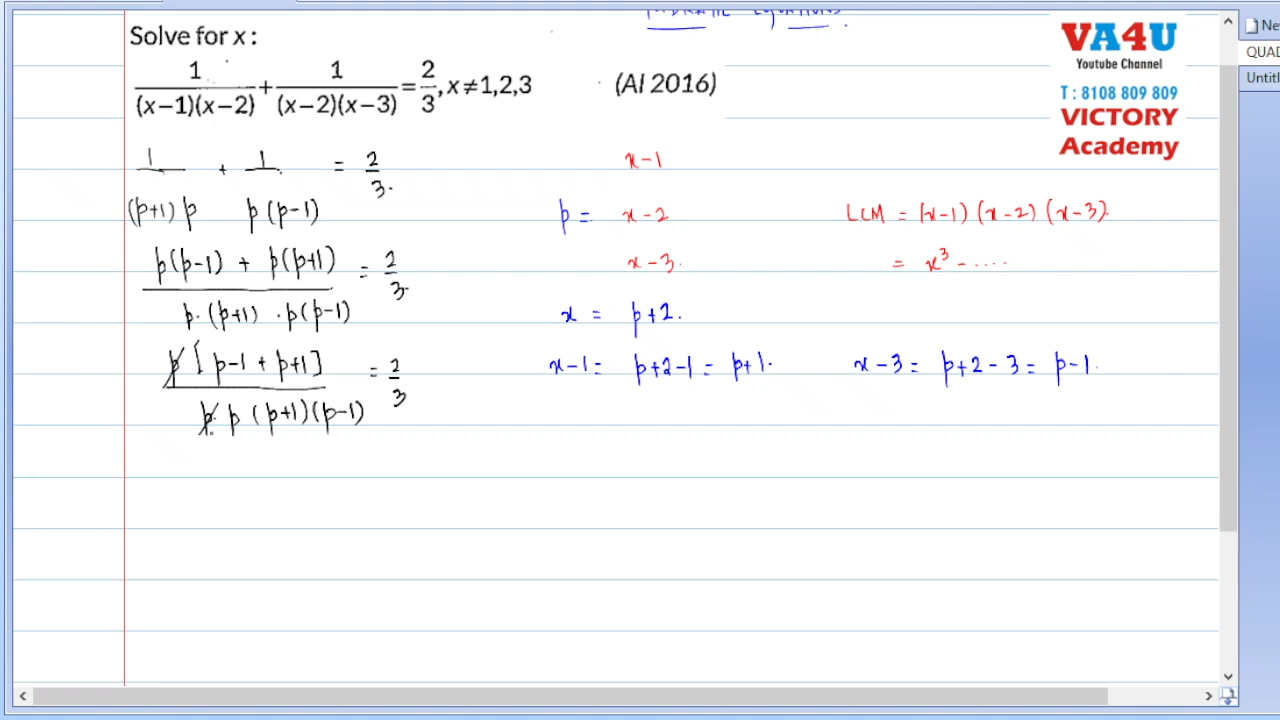 Solve for x :
1/((x−1)(x−2)) + 1/((x−2)(x−3)) = 2/3, x≠1,2,3 (AI 2016)
VA4U
Youtube Channel
T : 8108 809 809
VICTORY
Academy
Ne
QUAD
Untitl
1/((p+1) p) + 1/(p(p-1)) = 2/3.
(p(p-1) + p(p+1))/(p.(p+1) . p(p-1)) = 2/3.
p[p-1 + p+1]/(p. p (p+1)(p-1)) = 2/3
x-1
p = x-2
x-3.
x = p+2.
x-1 = p+2-1 = p+1.
LCM = (x-1) (x-2) (x-3).
= x³ - ....
x-3 = p+2-3 = p-1.